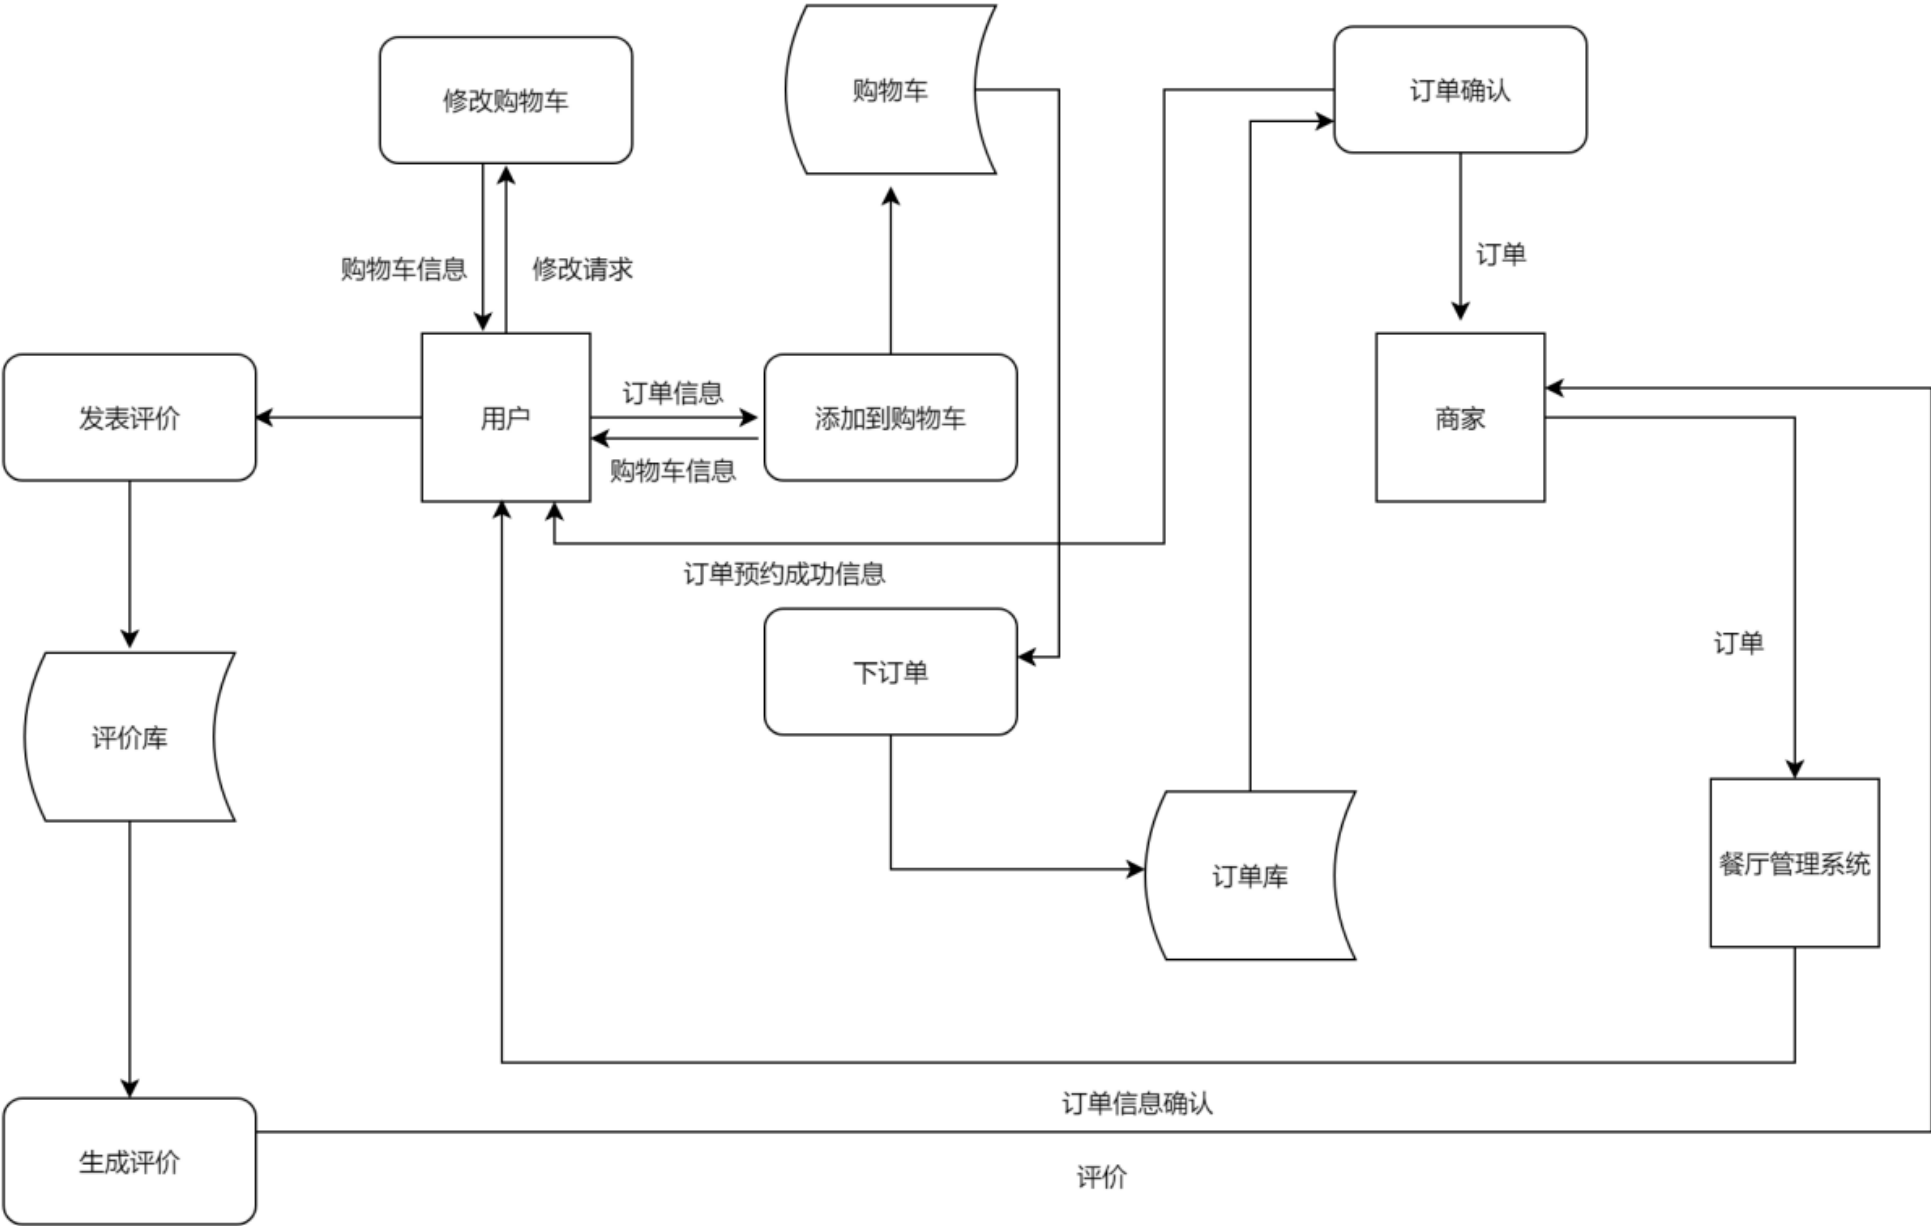 修改购物车
购物车
订单确认
购物车信息
修改请求
订单
发表评价
用户
订单信息
购物车信息
添加到购物车
商家
订单预约成功信息
下订单
订单
评价库
订单库
餐厅管理系统
订单信息确认
生成评价
评价